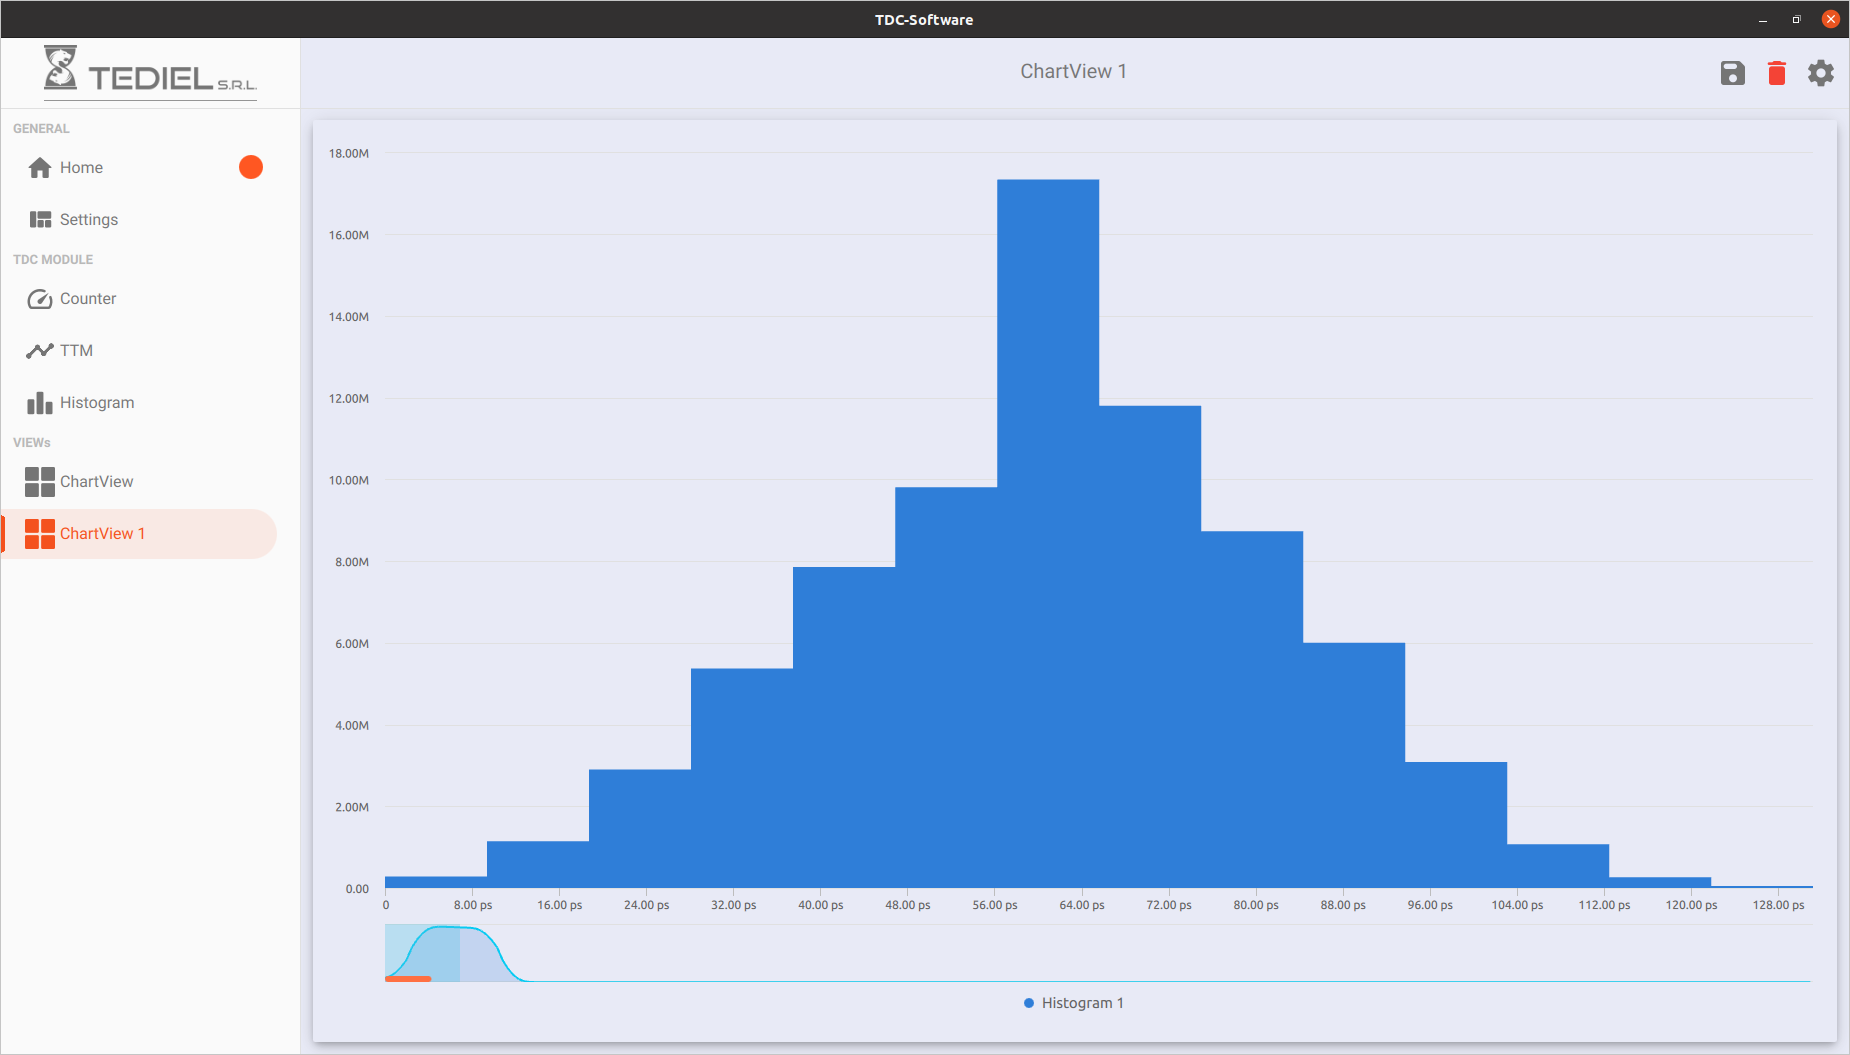 TDC-Software
TEDIEL S.R.L.
ChartView 1
GENERAL
Home
Settings
TDC MODULE
Counter
TTM
Histogram
VIEWs
ChartView
ChartView 1
18.00M
16.00M
14.00M
12.00M
10.00M
8.00M
6.00M
4.00M
2.00M
0.00
0 8.00 ps 16.00 ps 24.00 ps 32.00 ps 40.00 ps 48.00 ps 56.00 ps 64.00 ps 72.00 ps 80.00 ps 88.00 ps 96.00 ps 104.00 ps 112.00 ps 120.00 ps 128.00 ps
Histogram 1